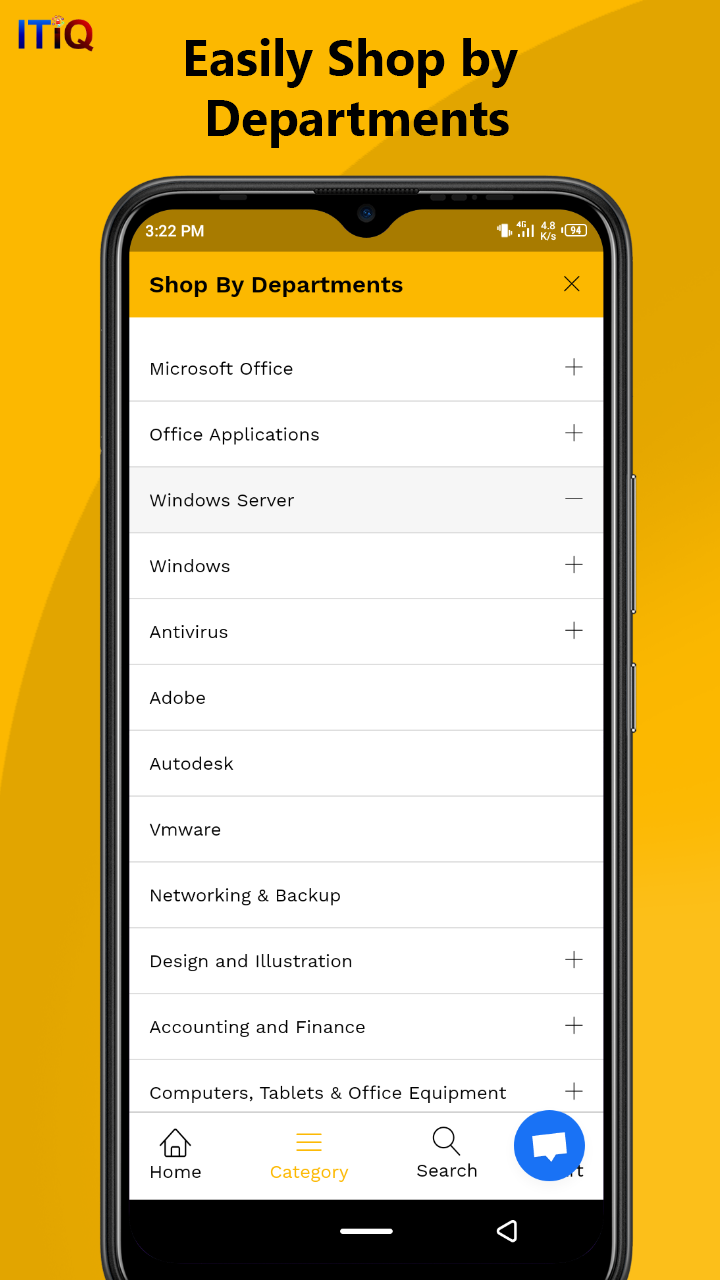 ITiQ
Easily Shop by
Departments
3:22 PM
4G
4.8
K/s
94
Shop By Departments
Microsoft Office
Office Applications
Windows Server
Windows
Antivirus
Adobe
Autodesk
Vmware
Networking & Backup
Design and Illustration
Accounting and Finance
Computers, Tablets & Office Equipment
Home
Category
Search